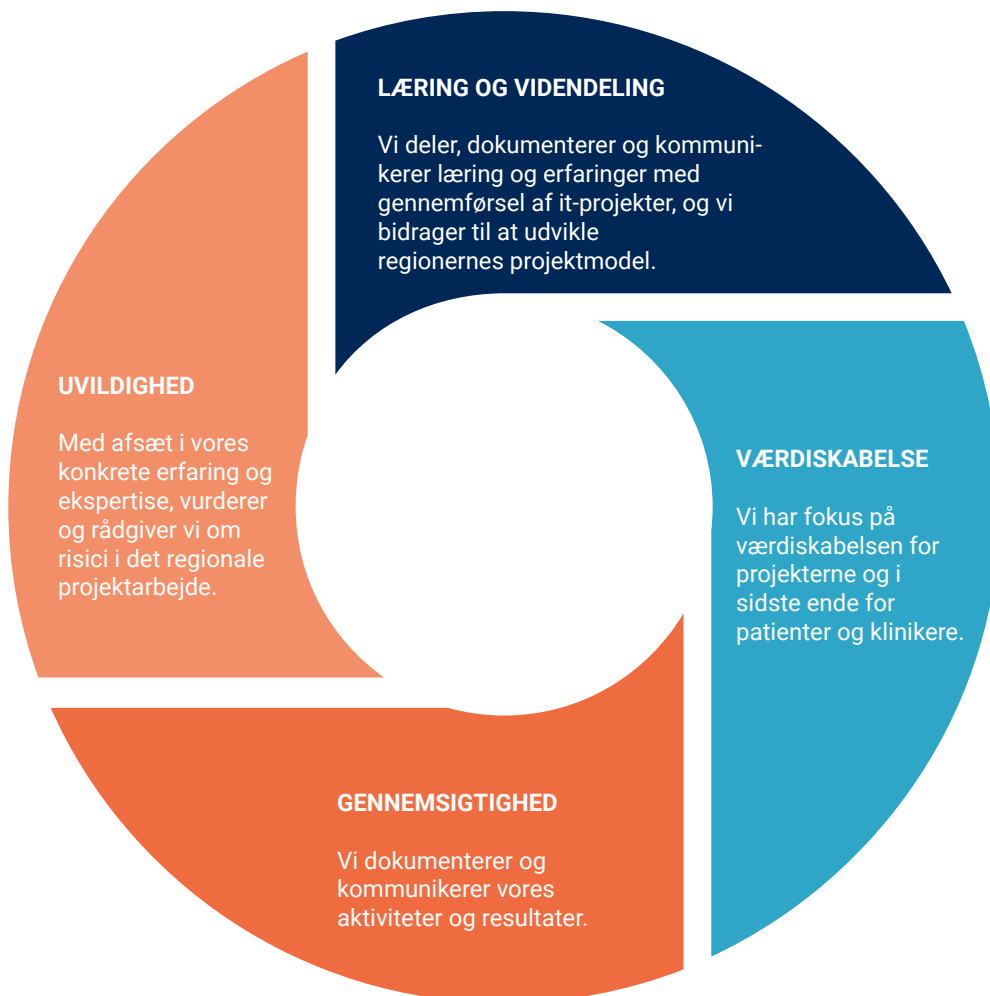 LÆRING OG VIDENDELING
Vi deler, dokumenterer og kommuni-
kerer læring og erfaringer med
gennemførsel af it-projekter, og vi
bidrager til at udvikle
regionernes projektmodel.
VÆRDISKABELSE
Vi har fokus på
værdiskabelsen for
projekterne og i
sidste ende for
patienter og klinikere.
GENNEMSIGTIGHED
Vi dokumenterer og
kommunikerer vores
aktiviteter og resultater.
UVILDIGHED
Med afsæt i vores
konkrete erfaring og
ekspertise, vurderer
og rådgiver vi om
risici i det regionale
projektarbejde.